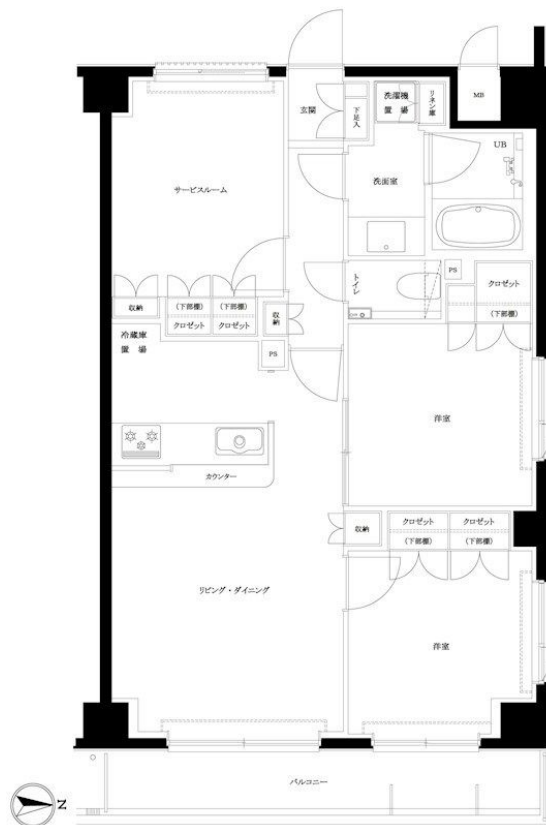 玄関
下足入
洗濯機
置場
リネン庫
MB
UB
サービスルーム
洗面室
トイレ
PS
クロゼット
(下部棚)
収納
(下部棚)
(下部棚)
クロゼット
クロゼット
収納
冷蔵庫
置場
PS
洋室
カウンター
収納
クロゼット
クロゼット
(下部棚)
(下部棚)
リビング・ダイニング
洋室
バルコニー
N